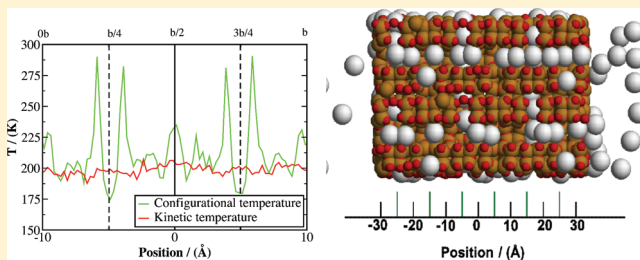 0b b/4 b/2 3b/4 b
300
275
250
225
200
175
150
T / (K)
Configurational temperature
Kinetic temperature
-10 -5 0 5 10
Position / (Å)
-30 -20 -10 0 10 20 30
Position / (Å)